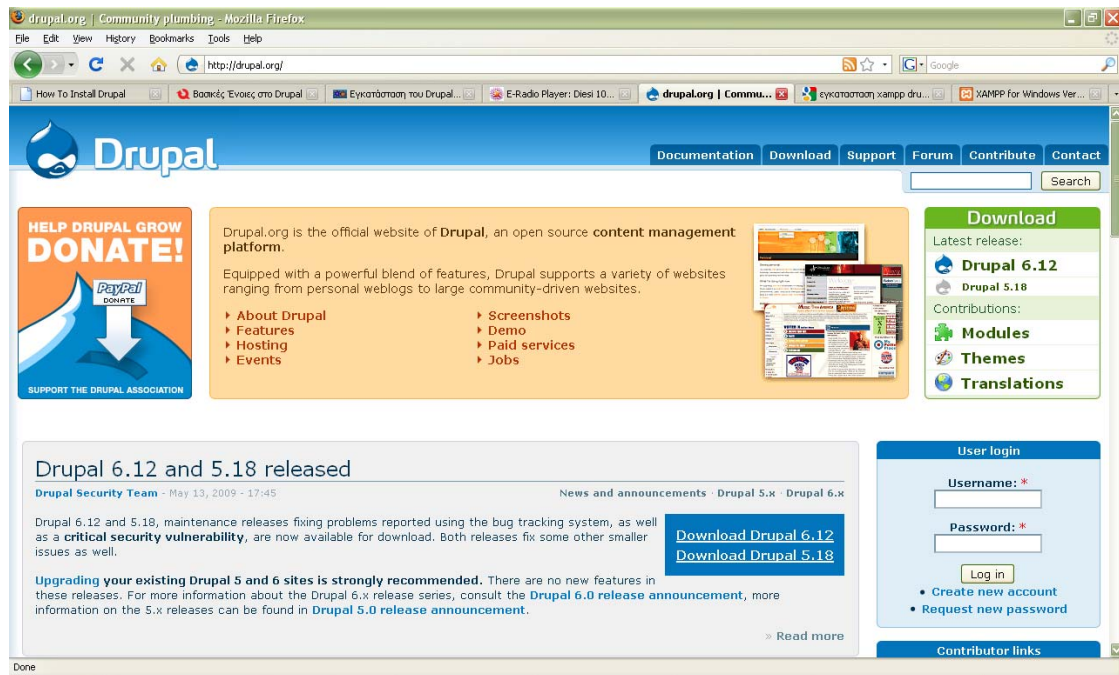 drupal.org | Community plumbing - Mozilla Firefox
File Edit View History Bookmarks Tools Help
http://drupal.org/
G Google
How To Install Drupal
Βασικές Έννοιες στο Drupal
Εγκατάσταση του Drupal...
E-Radio Player: Diesi 10...
drupal.org | Commu...
εγκατασταση xampp dru...
XAMPP for Windows Ver...
Drupal
Documentation Download Support Forum Contribute Contact
Search
HELP DRUPAL GROW
DONATE!
PayPal
DONATE
SUPPORT THE DRUPAL ASSOCIATION
Drupal.org is the official website of Drupal, an open source content management
platform.
Equipped with a powerful blend of features, Drupal supports a variety of websites
ranging from personal weblogs to large community-driven websites.
About Drupal
Features
Hosting
Events
Screenshots
Demo
Paid services
Jobs
Download
Latest release:
Drupal 6.12
Drupal 5.18
Contributions:
Modules
Themes
Translations
Drupal 6.12 and 5.18 released
Drupal Security Team - May 13, 2009 - 17:45
News and announcements · Drupal 5.x · Drupal 6.x
Drupal 6.12 and 5.18, maintenance releases fixing problems reported using the bug tracking system, as well
as a critical security vulnerability, are now available for download. Both releases fix some other smaller
issues as well.
Download Drupal 6.12
Download Drupal 5.18
Upgrading your existing Drupal 5 and 6 sites is strongly recommended. There are no new features in
these releases. For more information about the Drupal 6.x release series, consult the Drupal 6.0 release announcement, more
information on the 5.x releases can be found in Drupal 5.0 release announcement.
» Read more
User login
Username: *
Password: *
Log in
• Create new account
• Request new password
Contributor links
Done